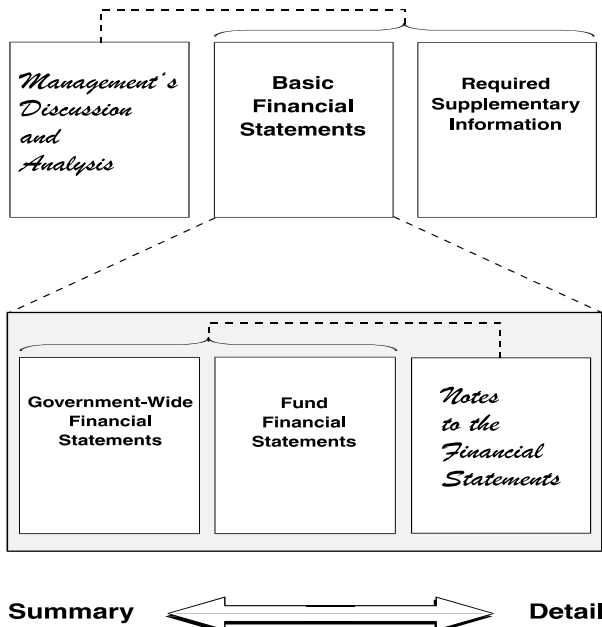 Management's
Discussion
and
Analysis
Basic
Financial
Statements
Required
Supplementary
Information
Government-Wide
Financial
Statements
Fund
Financial
Statements
Notes
to the
Financial
Statements
Summary
Detail